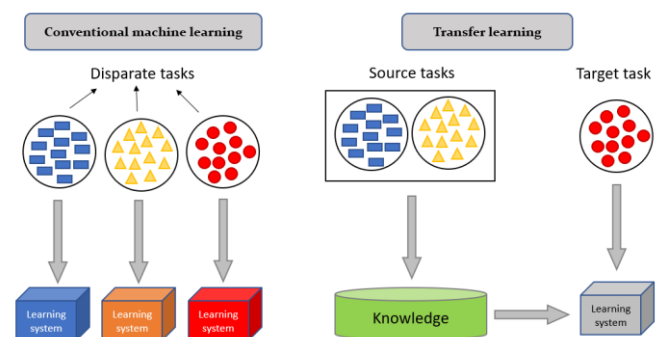 Conventional machine learning
Transfer learning
Disparate tasks
Source tasks
Target task
Learning
system
Learning
system
Learning
system
Knowledge
Learning
system